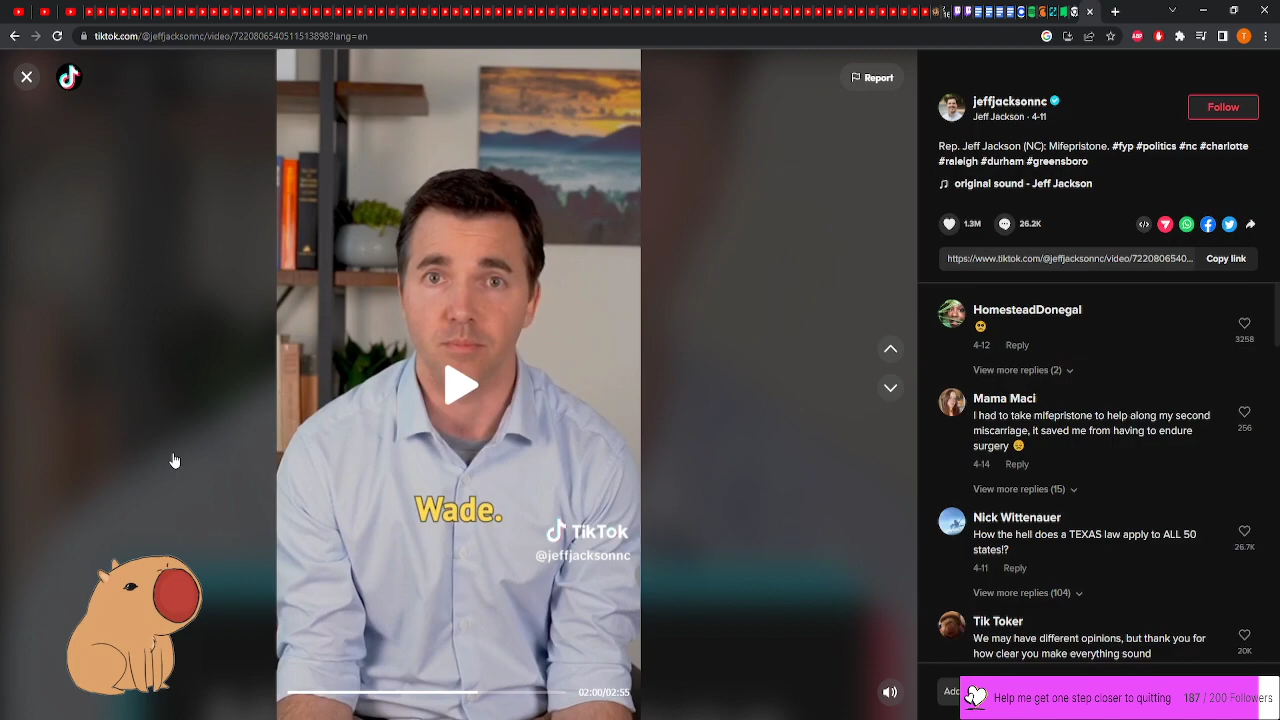 tiktok.com/@jeffjacksonnc/video/7220806540511513898?lang=en
Report
Wade.
TikTok
@jeffjacksonnc
02:00/02:55
jeffjacksonnc
Jeff Jackson · 4-11
Follow
Rep. Jeff Jackson (NC): Mifepristone. #fyp #politics #nc #charlotte
#raleigh #boone #greensboro
original sound - Jeff Jackson
1.3M
26.2K
https://www.tiktok.com/@jeffjacksonnc/video/7220806540...
Copy link
HomesteadDonegal
4-12 Reply
3258
View more replies (2)
Mama Maci
I had to take mifepristone to help along my second
miscarriage, it saved me from having to endure
surgery
256
4-14 Reply
View more replies (15)
Nick Wittenauer
How the hell does a TEXAS law apply to ALL 50
states!?
26.7K
4-11 Reply
View more replies (104)
Tik Toker
We may have different opinions, but thank you for
how clear you make everything sound
20K
Add
Help me get one step closer to quitting 187 / 200 Followers